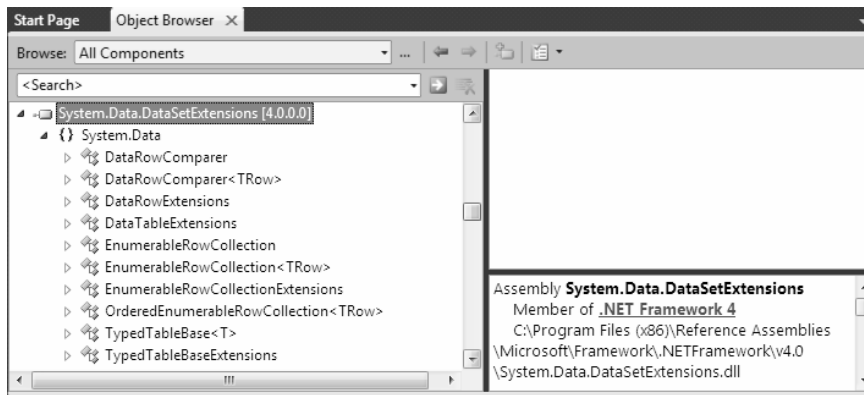 Start Page Object Browser
Browse: All Components ...
<Search>
System.Data.DataSetExtensions [4.0.0.0]
{} System.Data
DataRowComparer
DataRowComparer<TRow>
DataRowExtensions
DataTableExtensions
EnumerableRowCollection
EnumerableRowCollection<TRow>
EnumerableRowCollectionExtensions
OrderedEnumerableRowCollection<TRow>
TypedTableBase<T>
TypedTableBaseExtensions
Assembly System.Data.DataSetExtensions
Member of .NET Framework 4
C:\Program Files (x86)\Reference Assemblies
\Microsoft\Framework\.NETFramework\v4.0
\System.Data.DataSetExtensions.dll